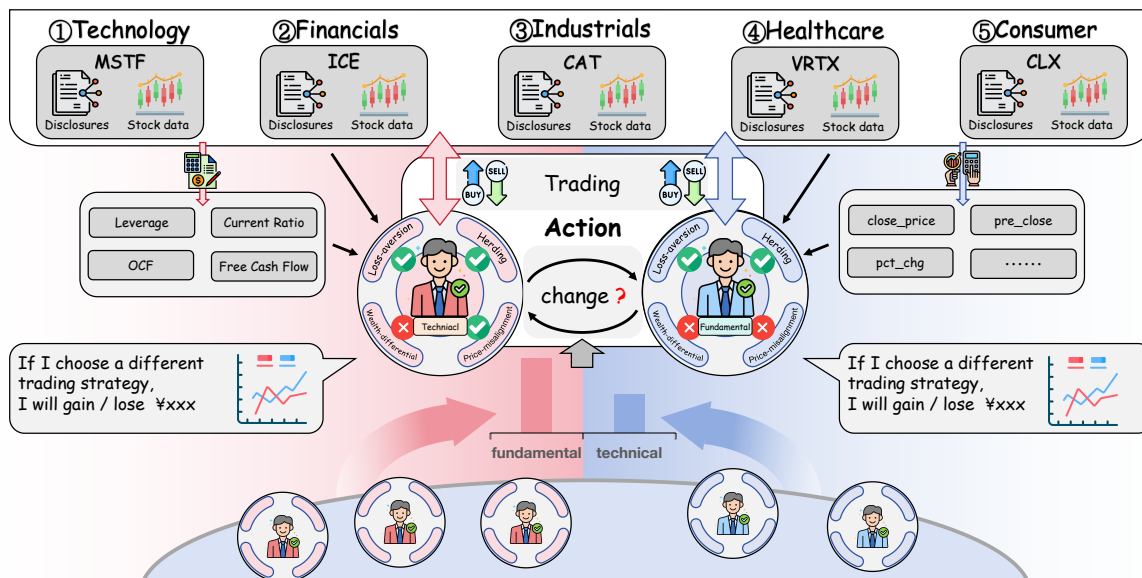 ①Technology
②Financials
③Industrials
④Healthcare
⑤Consumer
MSTF
Disclosures
Stock data
ICE
Disclosures
Stock data
CAT
Disclosures
Stock data
VRTX
Disclosures
Stock data
CLX
Disclosures
Stock data
BUY
SELL
Trading
BUY
SELL
Leverage
Current Ratio
OCF
Free Cash Flow
Action
change ?
Loss-aversion
Herding
Wealth-differential
Price-misalignment
Techniacl
Loss-aversion
Herding
Wealth-differential
Price-misalignment
Fundamental
close_price
pre_close
pct_chg
······
If I choose a different
trading strategy,
I will gain / lose ¥xxx
If I choose a different
trading strategy,
I will gain / lose ¥xxx
fundamental
technical